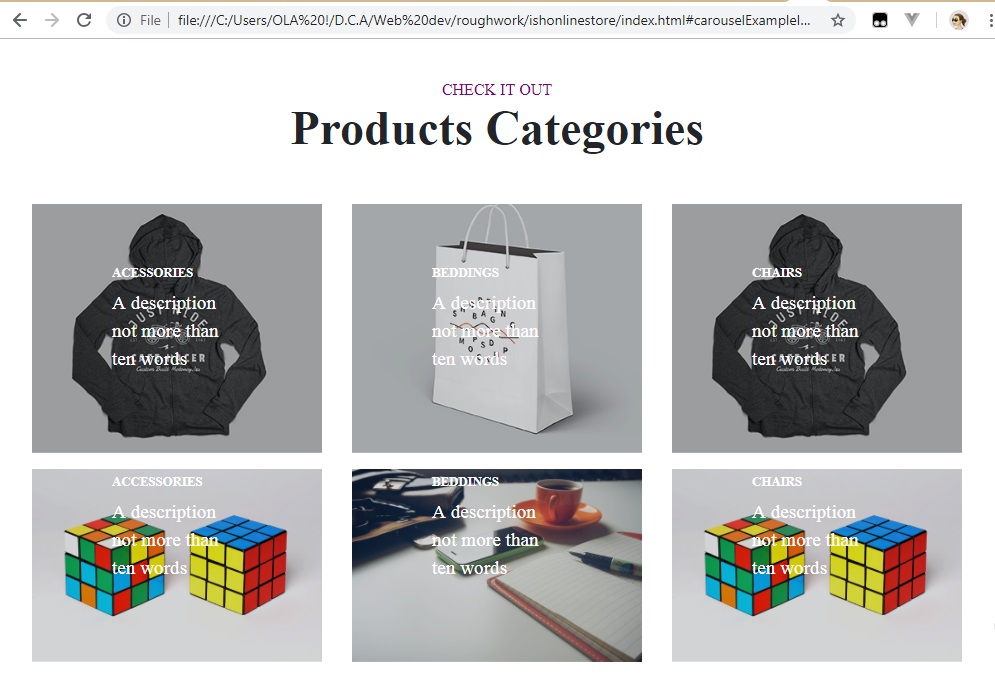 File
file:///C:/Users/OLA%20!/D.C.A/Web%20dev/roughwork/ishonlinestore/index.html#carouselExampleI...
CHECK IT OUT
Products Categories
ACESSORIES
A description
not more than
ten words
BEDDINGS
A description
not more than
ten words
CHAIRS
A description
not more than
ten words
ACCESSORIES
A description
not more than
ten words
BEDDINGS
A description
not more than
ten words
CHAIRS
A description
not more than
ten words